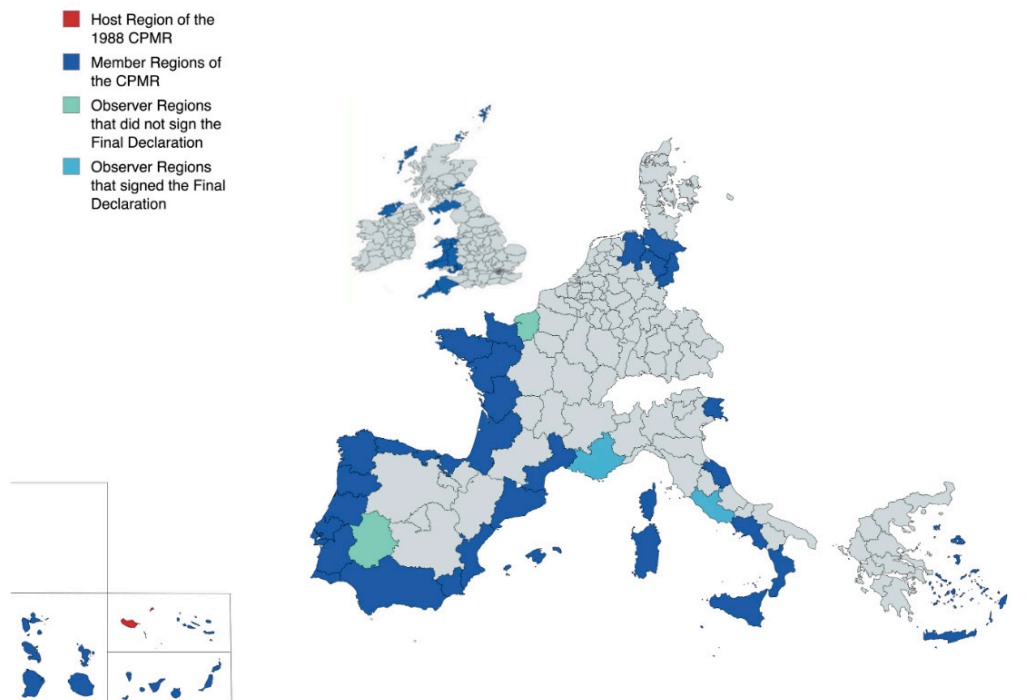 Host Region of the
1988 CPMR
Member Regions of
the CPMR
Observer Regions
that did not sign the
Final Declaration
Observer Regions
that signed the Final
Declaration